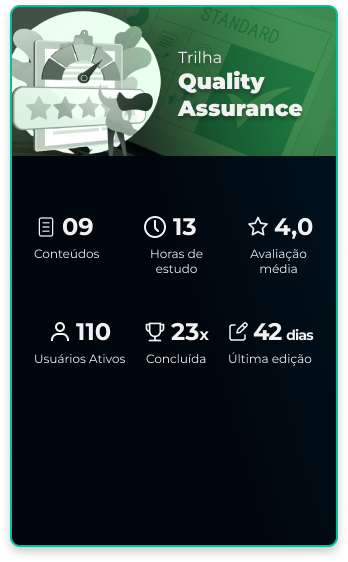 STANDARD
Trilha
Quality
Assurance
09
Conteúdos
13
Horas de
estudo
4,0
Avaliação
média
110
Usuários Ativos
23x
Concluída
42 dias
Última edição